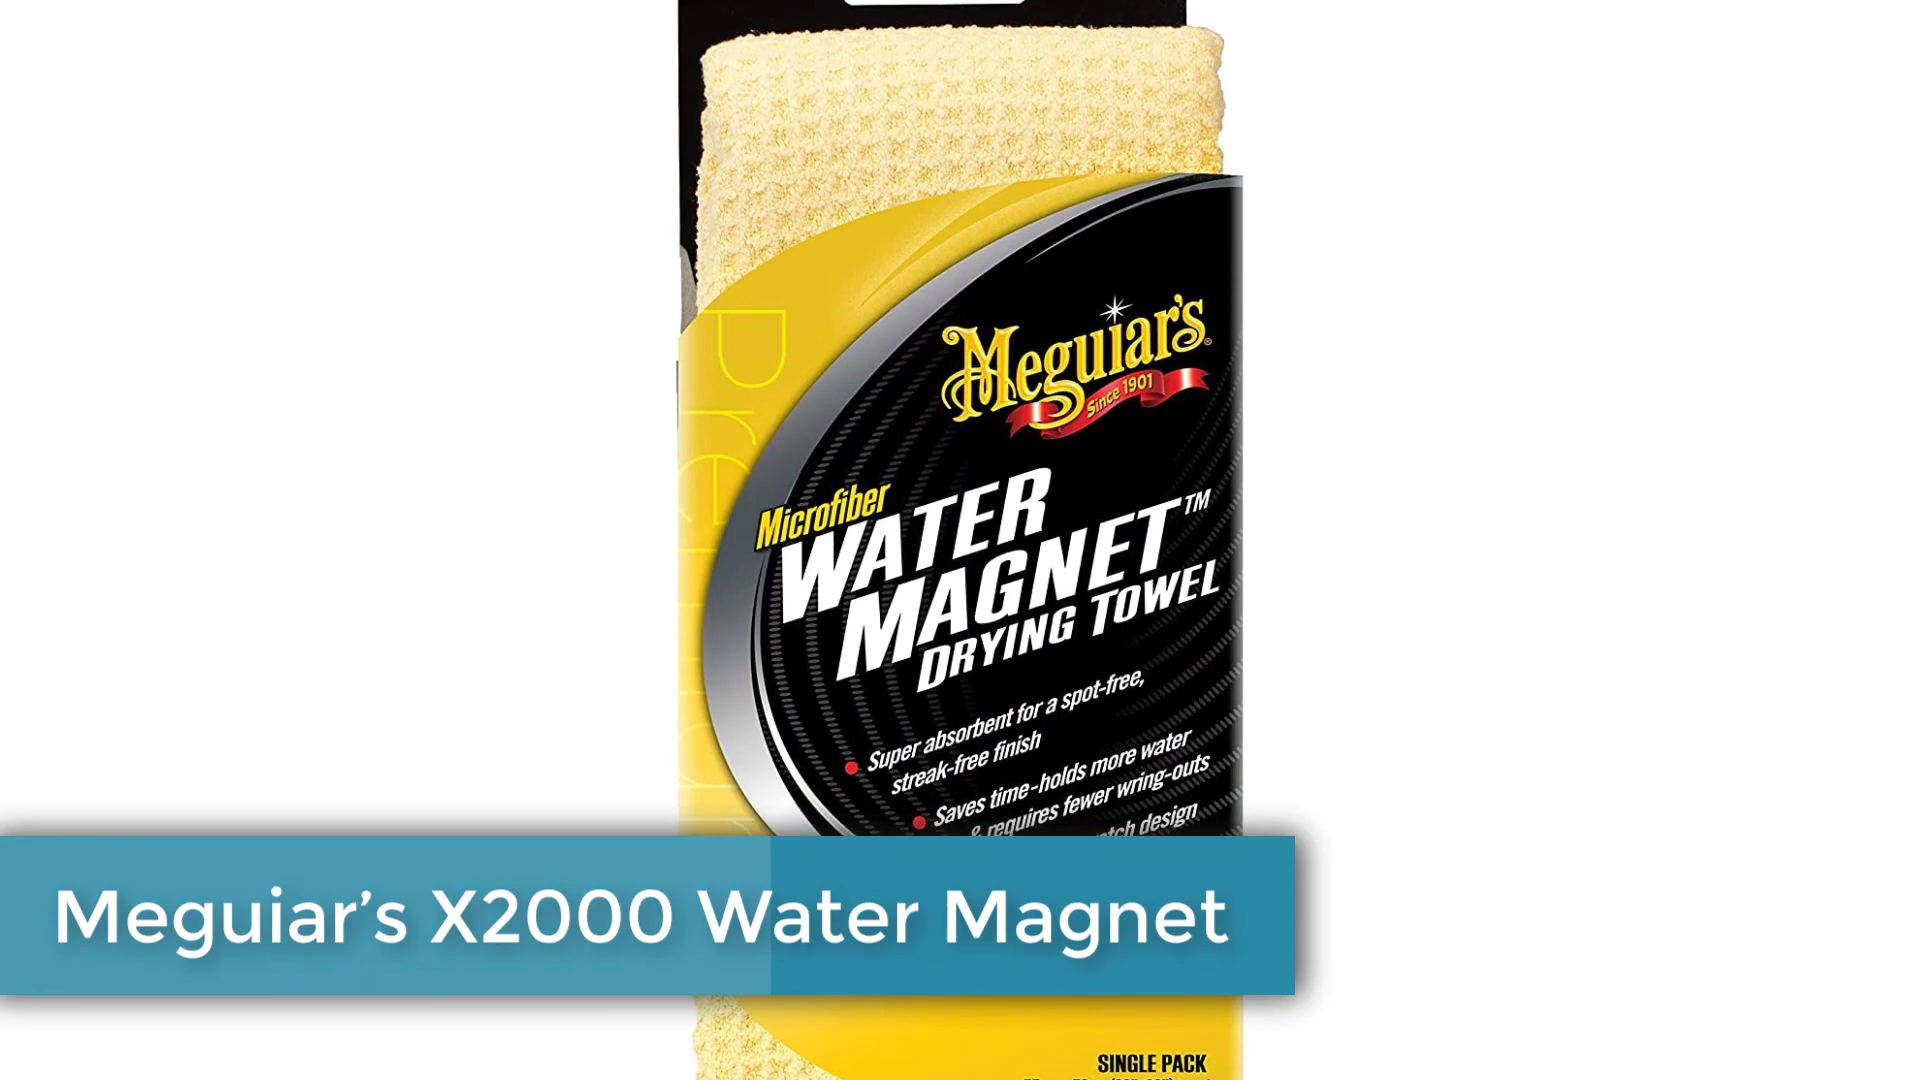 Meguiar's
Since 1901
Microfiber
WATER
MAGNET™
DRYING TOWEL
Super absorbent for a spot-free,
streak-free finish
Saves time-holds more water
& requires fewer wring-outs
design
Meguiar’s X2000 Water Magnet
SINGLE PACK